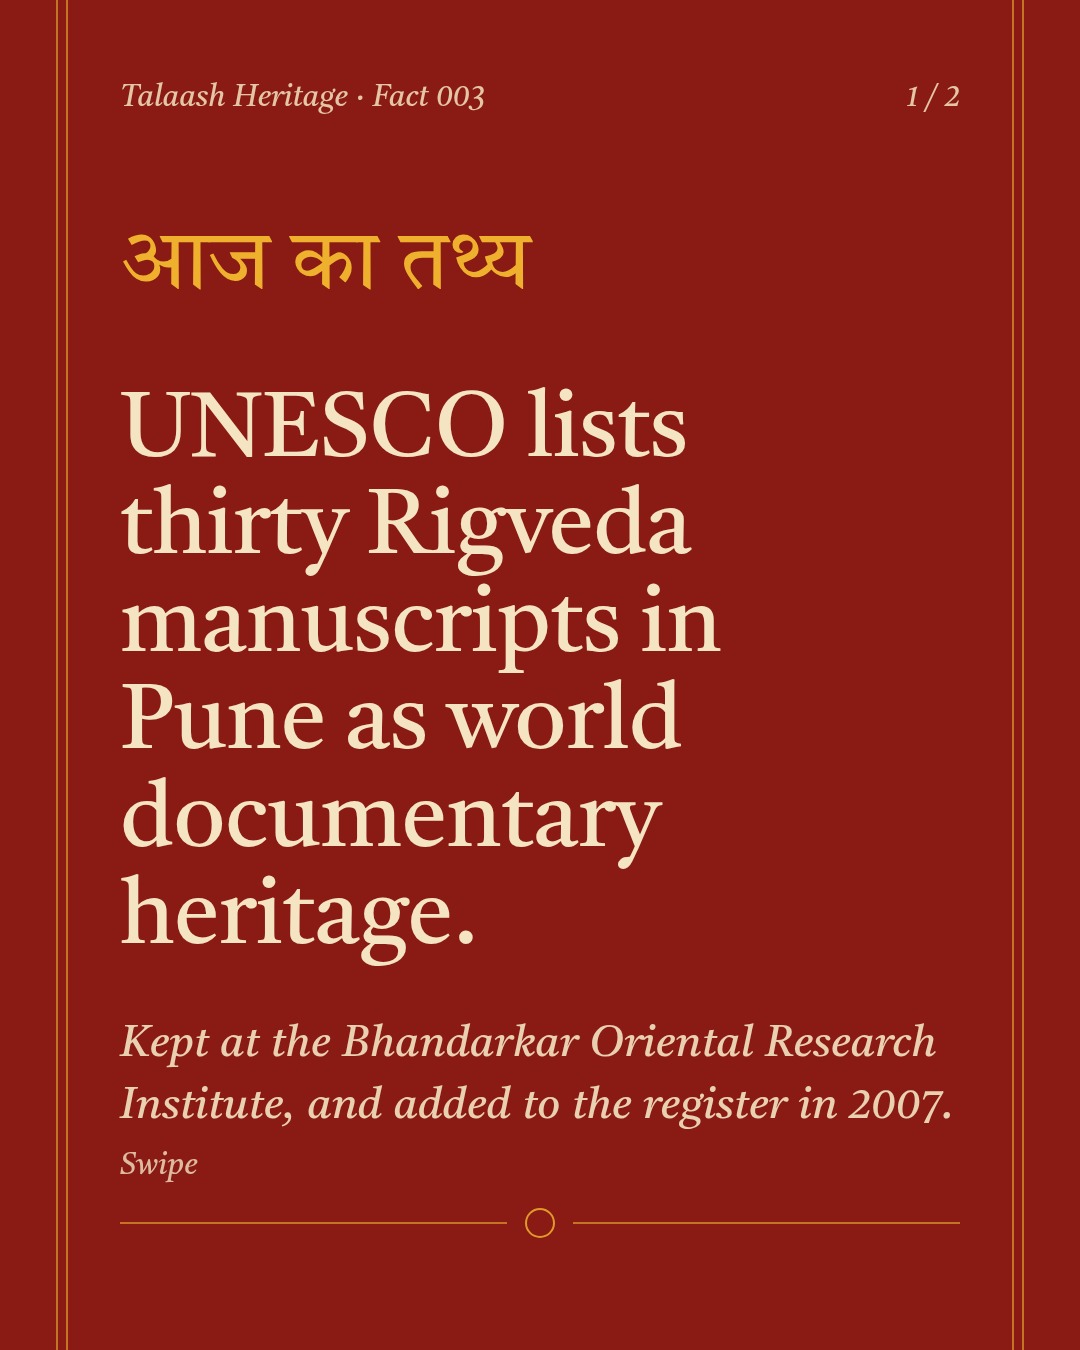 Talaash Heritage · Fact 003
1 / 2
आज का तथ्य
UNESCO lists
thirty Rigveda
manuscripts in
Pune as world
documentary
heritage.
Kept at the Bhandarkar Oriental Research
Institute, and added to the register in 2007.
Swipe